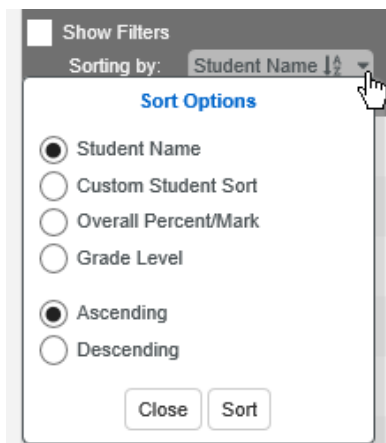 Show Filters
Sorting by: Student Name
Sort Options
Student Name
Custom Student Sort
Overall Percent/Mark
Grade Level
Ascending
Descending
Close Sort